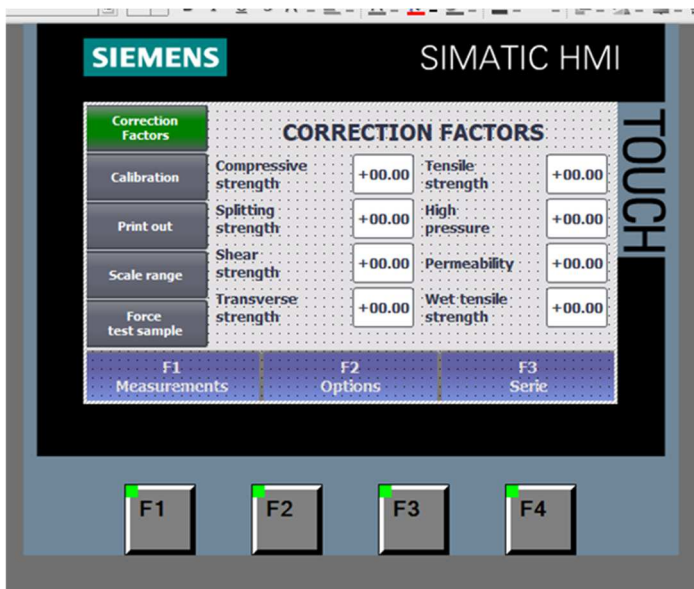 SIEMENS
SIMATIC HMI
TOUCH
Correction
Factors
CORRECTION FACTORS
Calibration
Compressive
strength
+00.00
Tensile
strength
+00.00
Print out
Splitting
strength
+00.00
High
pressure
+00.00
Scale range
Shear
strength
+00.00
Permeability
+00.00
Force
test sample
Transverse
strength
+00.00
Wet tensile
strength
+00.00
F1
Measurements
F2
Options
F3
Serie
F1
F2
F3
F4